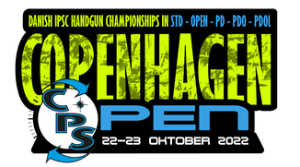 DANISH IPSC HANDGUN CHAMPIONSHIPS IN STD - OPEN - PD - PDO - PDOL
COPENHAGEN
OPEN
CPS
22-23 OKTOBER 2022